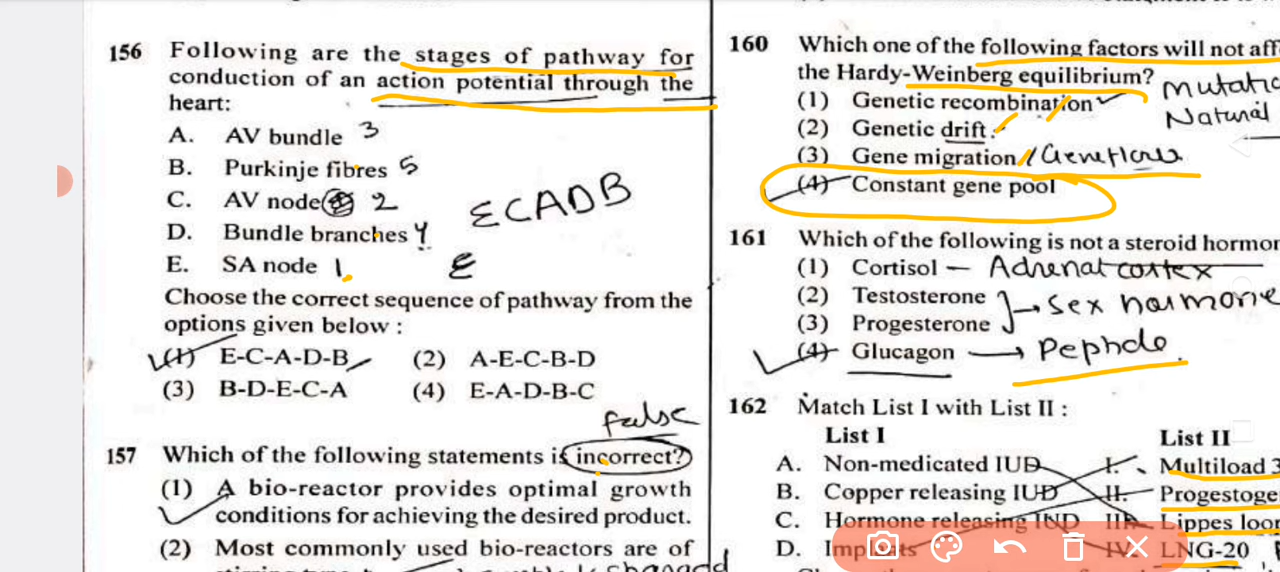 156 Following are the stages of pathway for
conduction of an action potential through the
heart:
A. AV bundle 3
B. Purkinje fibres 5
C. AV node 2
D. Bundle branches 4
E. SA node 1
ECADB
E
Choose the correct sequence of pathway from the
options given below :
(1) E-C-A-D-B (2) A-E-C-B-D
(3) B-D-E-C-A (4) E-A-D-B-C
false
157 Which of the following statements is incorrect?
(1) A bio-reactor provides optimal growth
conditions for achieving the desired product.
(2) Most commonly used bio-reactors are of
160 Which one of the following factors will not aff
the Hardy-Weinberg equilibrium?
mutatio
(1) Genetic recombination
Natural
(2) Genetic drift
(3) Gene migration / Geneflow
(4) Constant gene pool
161 Which of the following is not a steroid hormon
(1) Cortisol — Adrenal cortex
(2) Testosterone
→ Sex hormone
(3) Progesterone
(4) Glucagon → Peptide
162 Match List I with List II :
List I List II
A. Non-medicated IUD I. Multiload 3
B. Copper releasing IUD II. Progestoge
C. Hormone releasing IUD III. Lippes loop
D. Implants IV. LNG-20